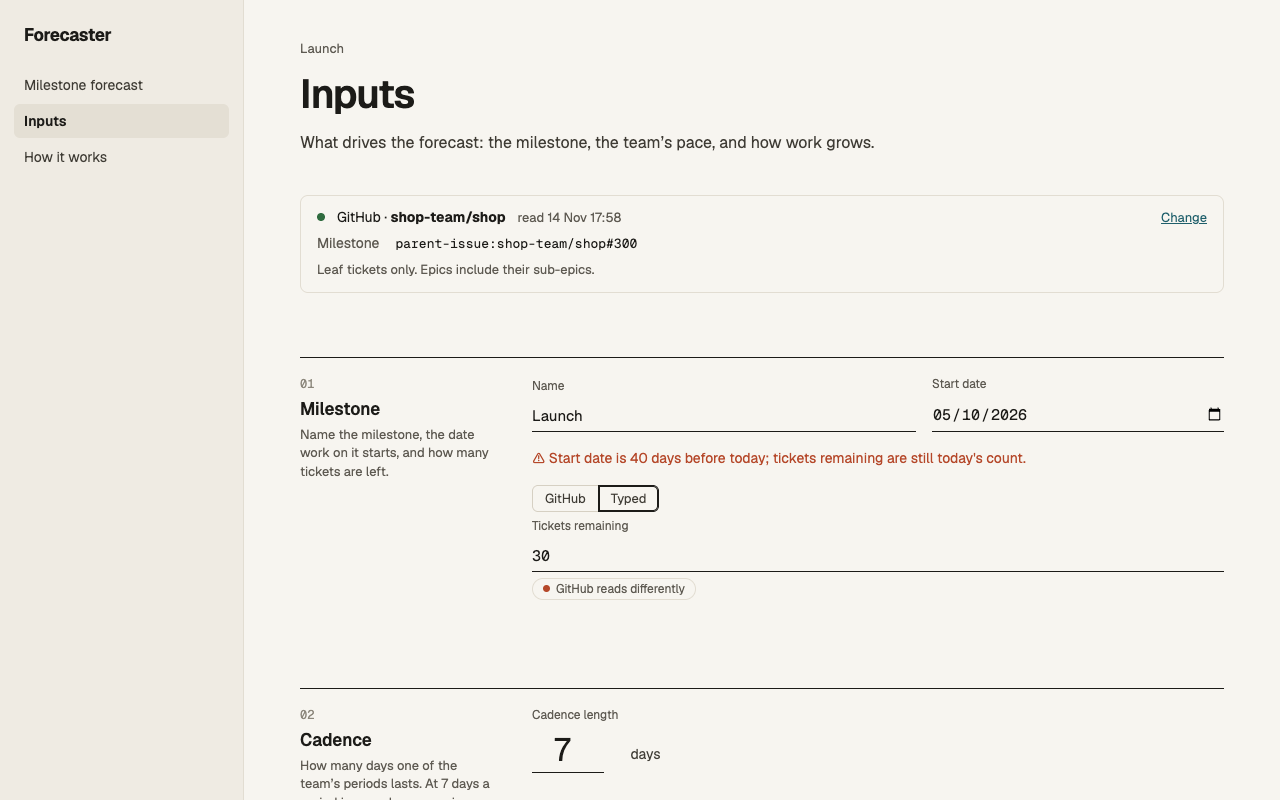 Forecaster
Milestone forecast
Inputs
How it works
Launch
Inputs
What drives the forecast: the milestone, the team’s pace, and how work grows.
GitHub · shop-team/shop read 14 Nov 17:58
Change
Milestone parent-issue:shop-team/shop#300
Leaf tickets only. Epics include their sub-epics.
01
Milestone
Name the milestone, the date
work on it starts, and how many
tickets are left.
Name
Launch
Start date
05/10/2026
Start date is 40 days before today; tickets remaining are still today's count.
GitHub Typed
Tickets remaining
30
GitHub reads differently
02
Cadence
How many days one of the
team’s periods lasts. At 7 days a
Cadence length
7 days